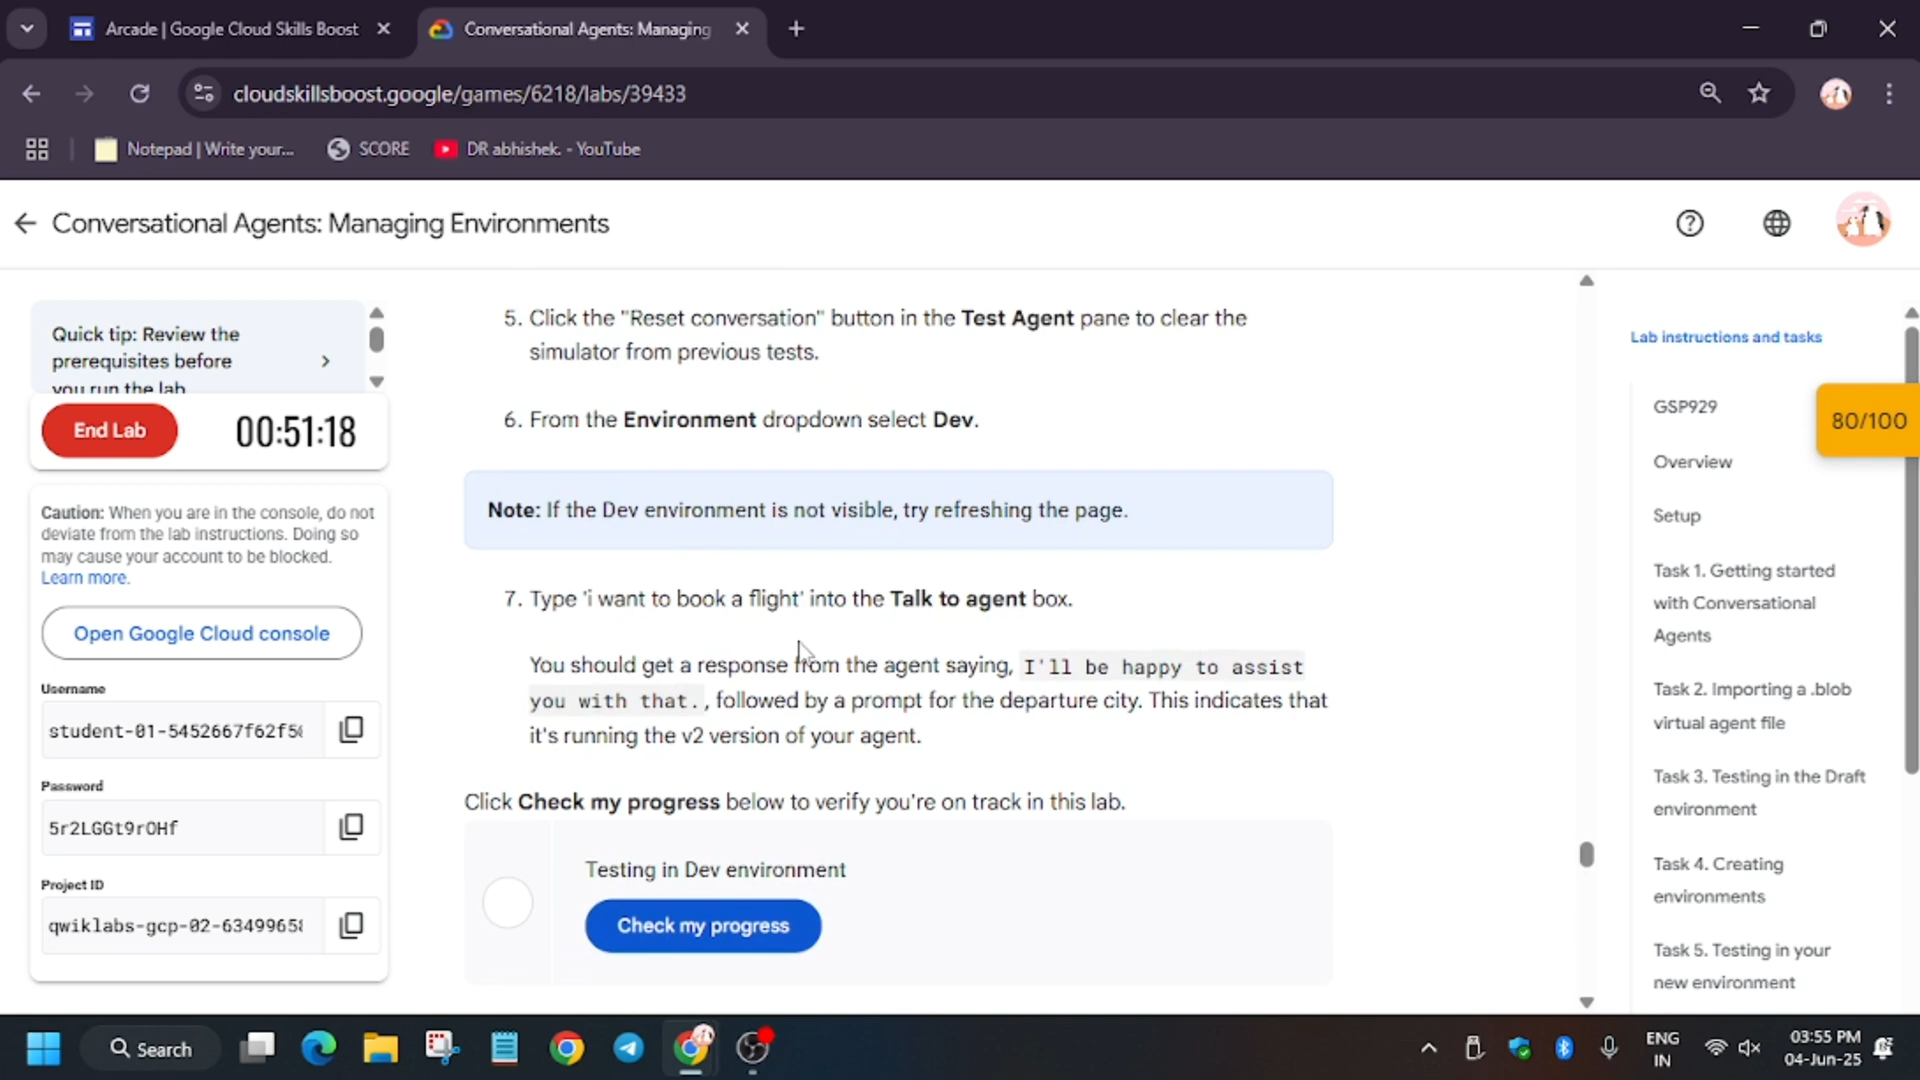 Arcade | Google Cloud Skills Boost
Conversational Agents: Managing
cloudskillsboost.google/games/6218/labs/39433
Notepad | Write your...
SCORE
DR abhishek. - YouTube
Conversational Agents: Managing Environments
Quick tip: Review the
prerequisites before
you run the lab
End Lab
00:51:18
Caution: When you are in the console, do not
deviate from the lab instructions. Doing so
may cause your account to be blocked.
Learn more.
Open Google Cloud console
Username
student-01-5452667f62f5
Password
5r2LGGt9rOHf
Project ID
qwiklabs-gcp-02-6349965
5. Click the "Reset conversation" button in the Test Agent pane to clear the
simulator from previous tests.
6. From the Environment dropdown select Dev.
Note: If the Dev environment is not visible, try refreshing the page.
7. Type 'i want to book a flight' into the Talk to agent box.
You should get a response from the agent saying, I'll be happy to assist
you with that. , followed by a prompt for the departure city. This indicates that
it's running the v2 version of your agent.
Click Check my progress below to verify you're on track in this lab.
Testing in Dev environment
Check my progress
Lab instructions and tasks
GSP929
80/100
Overview
Setup
Task 1. Getting started
with Conversational
Agents
Task 2. Importing a .blob
virtual agent file
Task 3. Testing in the Draft
environment
Task 4. Creating
environments
Task 5. Testing in your
new environment
Search
ENG
IN
03:55 PM
04-Jun-25